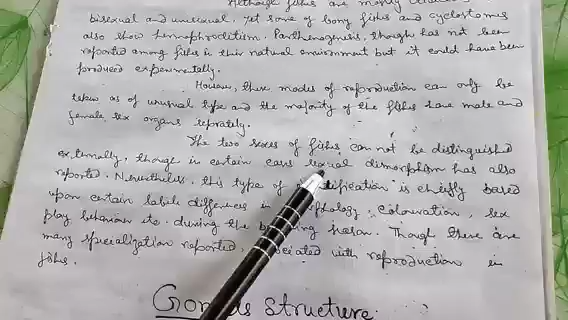 Although fishes are mostly
bisexual and unisexual, yet some of bony fishes and cyclostomes
also show hermaphroditism. Parthenogenesis, though has not been
reported among fishes in their natural environment but it could have been
produced experimentally.
However, these modes of reproduction can only be
taken as of unusual type and the majority of the fishes have male and
female sex organs seprately.
The two sexes of fishes can not be distinguished
externally, though in certain cases sexual dimorphism has also
reported. Nevertheless, this type of is chiefly based
upon certain labile differences in colouration, sex
play behaviour etc. during the season. Though there are
many specialization reported, with reproduction in
fishes.
Gonads Structure